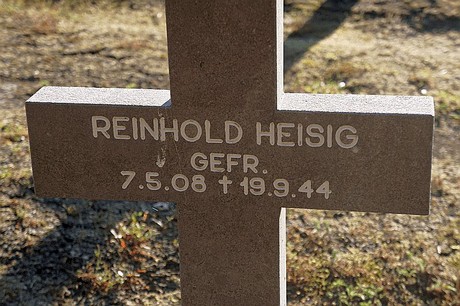 REINHOLD HEISIG
GEFR.
7.5.08 ✝ 19.9.44